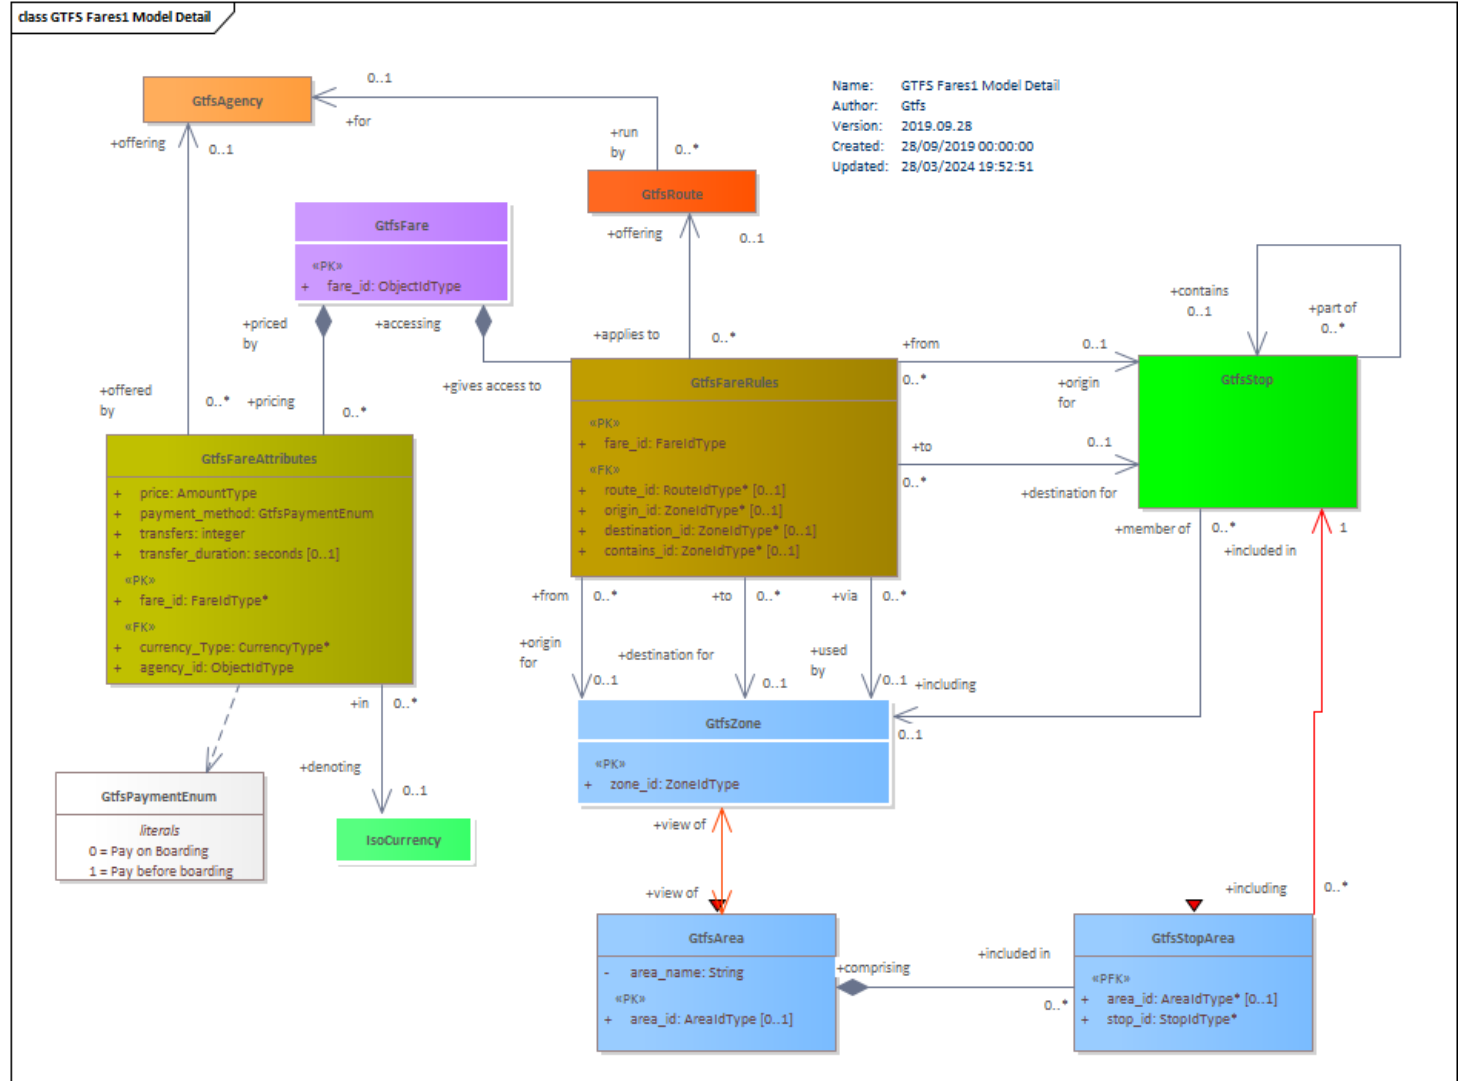 class GTFS Fares1 Model Detail
Name: GTFS Fares1 Model Detail
Author: Gtfs
Version: 2019.09.28
Created: 28/09/2019 00:00:00
Updated: 28/03/2024 19:52:51
GtfsAgency
0..1
+for
+offering
0..1
+run
by
0..*
GtfsRoute
+offering
0..1
GtfsFare
«PK»
+ fare_id: ObjectIdType
+priced
by
+accessing
+applies to
0..*
+gives access to
+offered
by
0..*
+pricing
0..*
+contains
0..1
+part of
0..*
+from
0..1
0..*
+origin
for
+to
0..1
0..*
+destination for
GtfsStop
GtfsFareRules
«PK»
+ fare_id: FareIdType
«FK»
+ route_id: RouteIdType* [0..1]
+ origin_id: ZoneIdType* [0..1]
+ destination_id: ZoneIdType* [0..1]
+ contains_id: ZoneIdType* [0..1]
GtfsFareAttributes
+ price: AmountType
+ payment_method: GtfsPaymentEnum
+ transfers: integer
+ transfer_duration: seconds [0..1]
«PK»
+ fare_id: FareIdType*
«FK»
+ currency_Type: CurrencyType*
+ agency_id: ObjectIdType
+member of
0..*
+included in
1
+from
0..*
+to
0..*
+via
0..*
+origin
for
+destination for
+used
by
0..1
0..1
0..1
+including
0..1
+in
0..*
+denoting
0..1
GtfsPaymentEnum
literals
0 = Pay on Boarding
1 = Pay before boarding
IsoCurrency
GtfsZone
«PK»
+ zone_id: ZoneIdType
+view of
+view of
+including
0..*
GtfsArea
- area_name: String
«PK»
+ area_id: AreaIdType [0..1]
+comprising
+included in
0..*
GtfsStopArea
«PFK»
+ area_id: AreaIdType* [0..1]
+ stop_id: StopIdType*